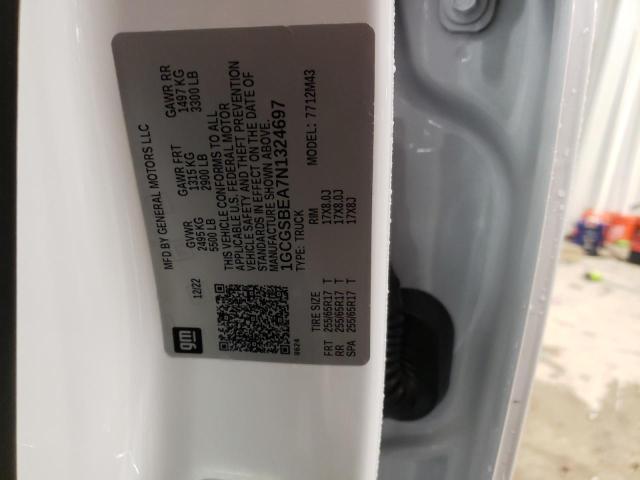 gm
MFD BY GENERAL MOTORS LLC
12/22
GVWR GAWR FRT GAWR RR
2495 KG 1315 KG 1497 KG
5500 LB 2900 LB 3300 LB
THIS VEHICLE CONFORMS TO ALL
APPLICABLE U.S. FEDERAL MOTOR
VEHICLE SAFETY AND THEFT PREVENTION
STANDARDS IN EFFECT ON THE DATE OF
MANUFACTURE SHOWN ABOVE.
1GCGSBEA7N1324697
TYPE: TRUCK MODEL: 7712M43
8624
TIRE SIZE RIM
FRT 255/65R17 T 17X8.0J
RR 255/65R17 T 17X8.0J
SPA 255/65R17 T 17X8J